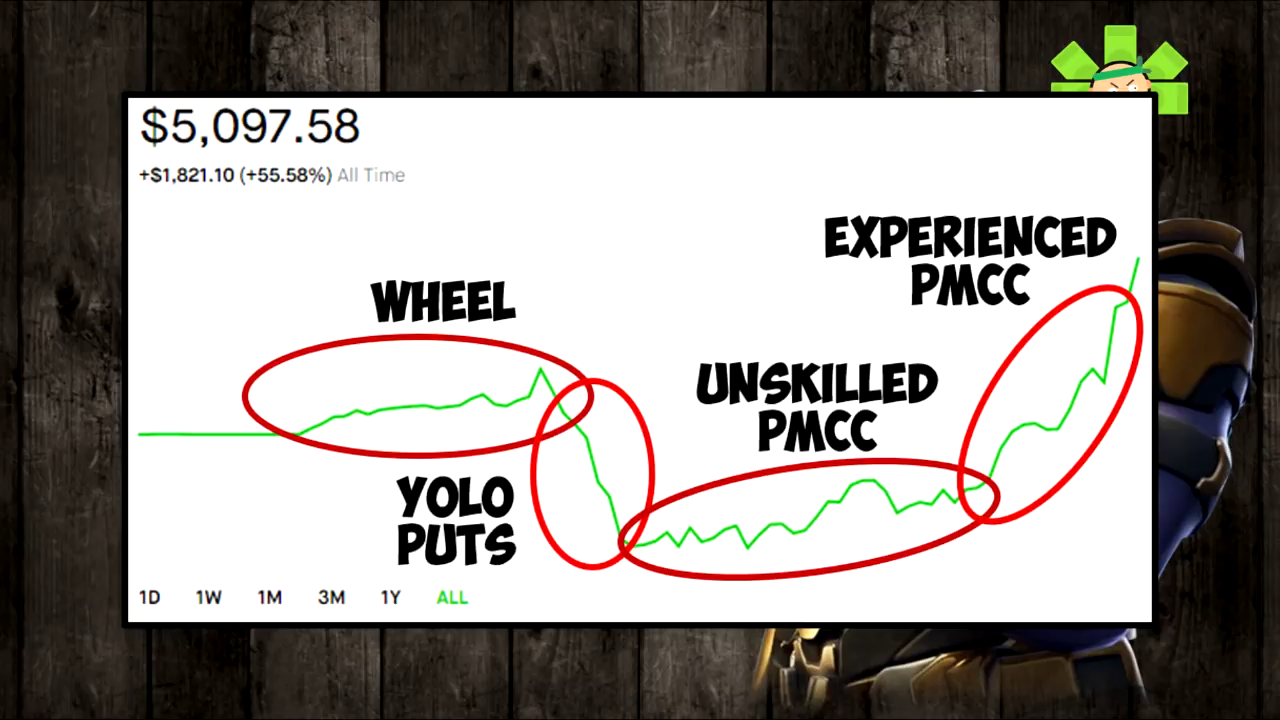 $5,097.58
+$1,821.10 (+55.58%) All Time
EXPERIENCED
PMCC
WHEEL
UNSKILLED
PMCC
YOLO
PUTS
1D 1W 1M 3M 1Y ALL